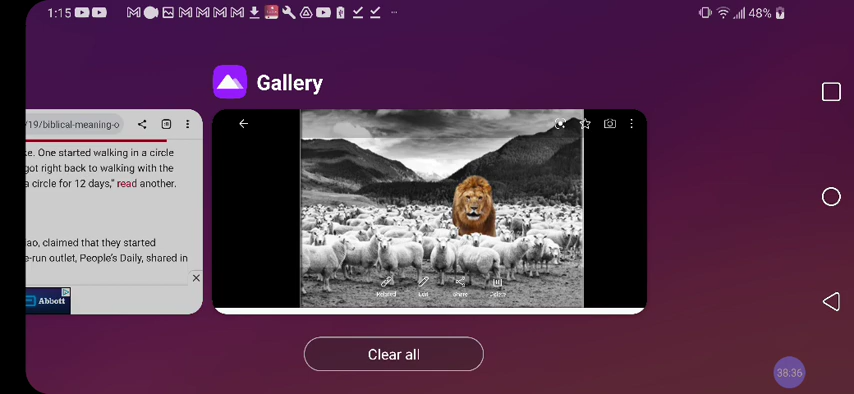 1:15
48%
Gallery
/19/biblical-meaning-o
ke. One started walking in a circle
got right back to walking with the
a circle for 12 days," read another.
ao, claimed that they started
e-run outlet, People's Daily, shared in
Abbott
Edit
Share
Delete
Clear all
38:36